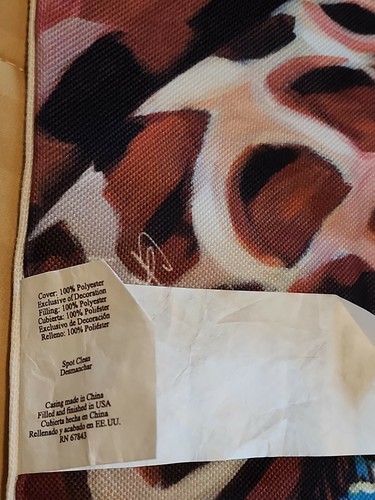 Cover: 100% Polyester
Exclusive of Decoration
Filling: 100% Polyester
Cubierta: 100% Poliéster
Exclusivo de Decoración
Relleno: 100% Poliéster
Spot Clean
Desmanchar
Casing made in China
Filled and finished in USA
Cubierta hecha en China
Rellenado y acabado en EE.UU.
RN 67843